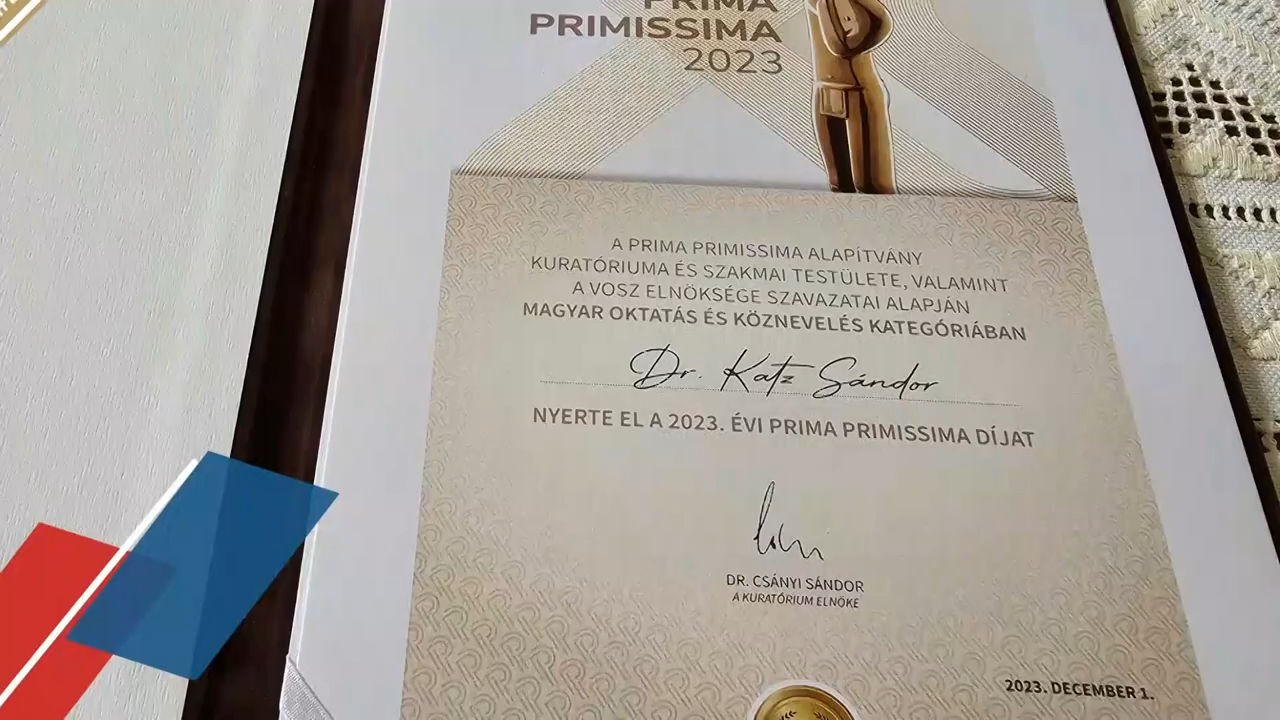 PRIMA
PRIMISSIMA
2023
A PRIMA PRIMISSIMA ALAPÍTVÁNY
KURATÓRIUMA ÉS SZAKMAI TESTÜLETE, VALAMINT
A VOSZ ELNÖKSÉGE SZAVAZATAI ALAPJÁN
MAGYAR OKTATÁS ÉS KÖZNEVELÉS KATEGÓRIÁBAN
Dr. Katz Sándor
NYERTE EL A 2023. ÉVI PRIMA PRIMISSIMA DÍJAT
DR. CSÁNYI SÁNDOR
A KURATÓRIUM ELNÖKE
2023. DECEMBER 1.